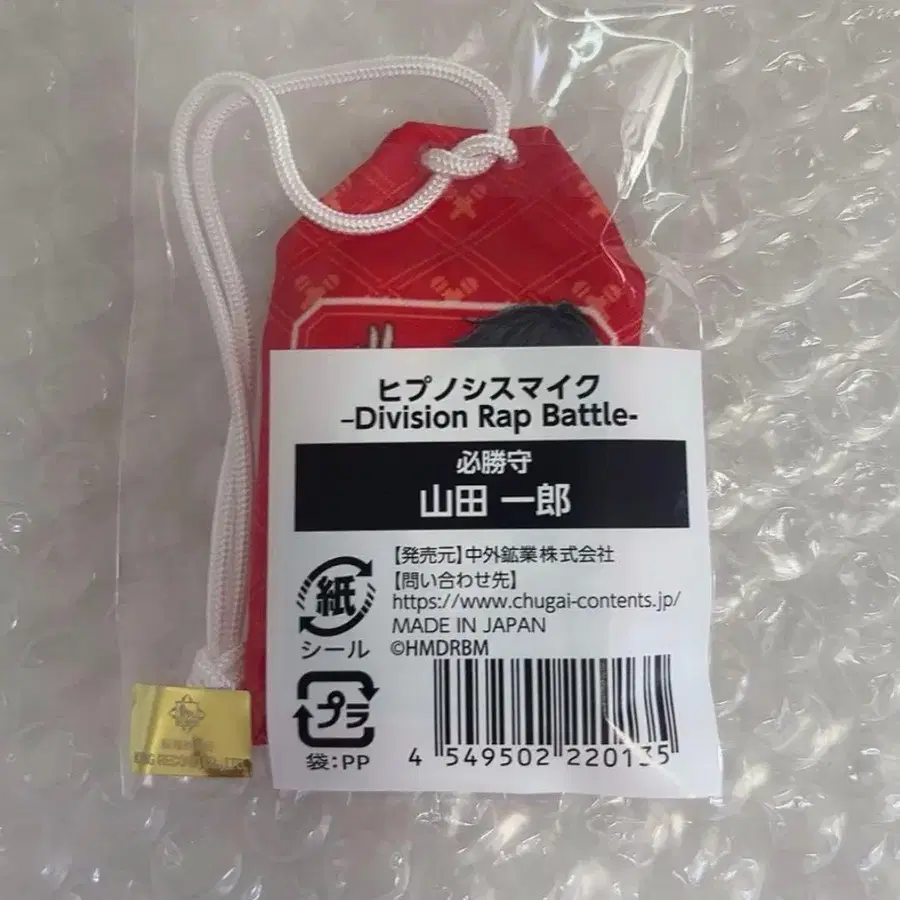 ヒプノシスマイク
–Division Rap Battle-
必勝守
山田 一郎
【発売元】中外鉱業株式会社
【問い合わせ先】
https://www.chugai-contents.jp/
MADE IN JAPAN
©HMDRBM
紙
シール
プラ
袋:PP
4 549502 220135